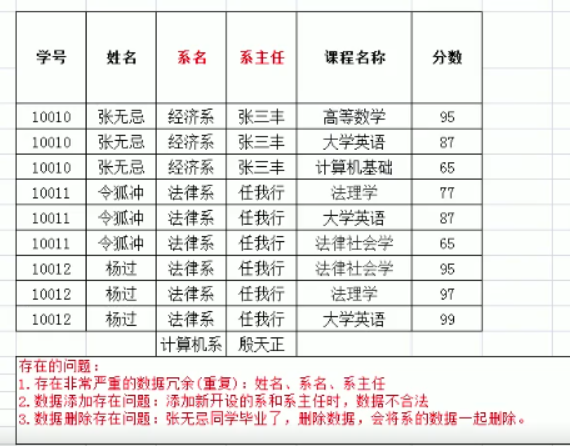 学号 姓名 系名 系主任 课程名称 分数
10010 张无忌 经济系 张三丰 高等数学 95
10010 张无忌 经济系 张三丰 大学英语 87
10010 张无忌 经济系 张三丰 计算机基础 65
10011 令狐冲 法律系 任我行 法理学 77
10011 令狐冲 法律系 任我行 大学英语 87
10011 令狐冲 法律系 任我行 法律社会学 65
10012 杨过 法律系 任我行 法律社会学 95
10012 杨过 法律系 任我行 法理学 97
10012 杨过 法律系 任我行 大学英语 99
计算机系 殷天正
存在的问题：
1.存在非常严重的数据冗余(重复)：姓名、系名、系主任
2.数据添加存在问题：添加新开设的系和系主任时，数据不合法
3.数据删除存在问题：张无忌同学毕业了，删除数据，会将系的数据一起删除。